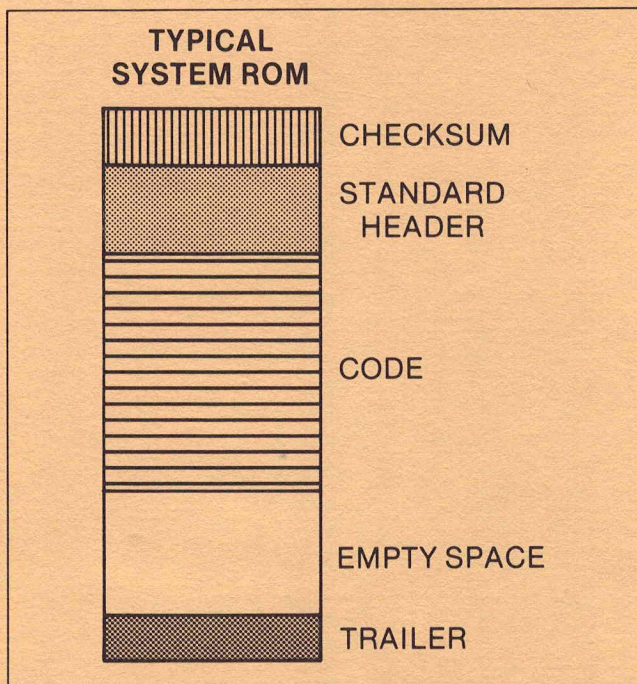 TYPICAL
SYSTEM ROM
CHECKSUM
STANDARD
HEADER
CODE
EMPTY SPACE
TRAILER